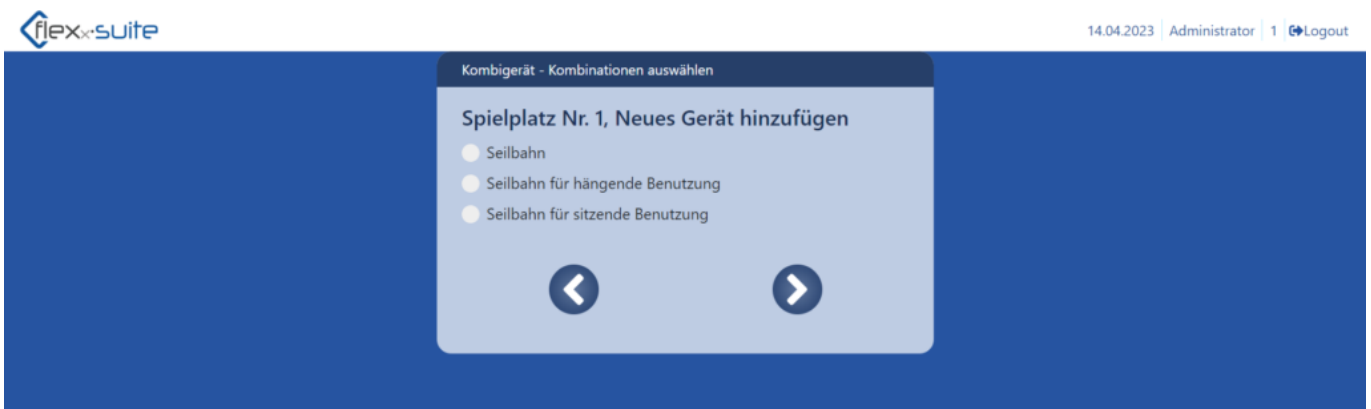 flexx-suite
14.04.2023 Administrator 1 Logout
Kombigerät - Kombinationen auswählen
Spielplatz Nr. 1, Neues Gerät hinzufügen
Seilbahn
Seilbahn für hängende Benutzung
Seilbahn für sitzende Benutzung